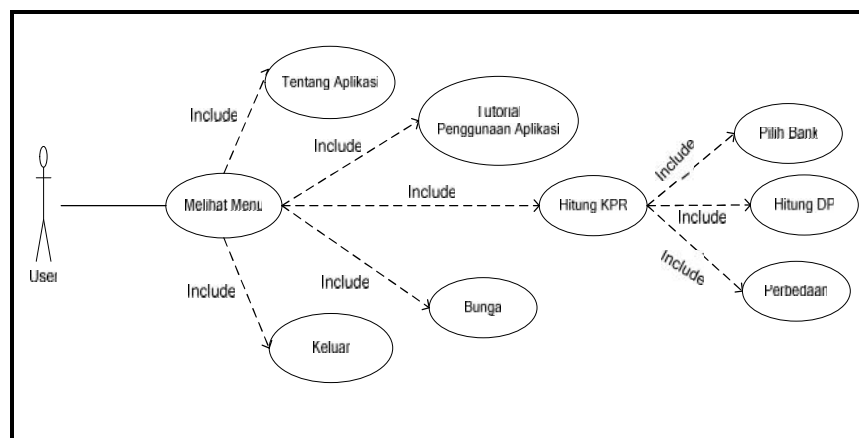 Tentang Aplikasi
Include
Tutorial
Penggunaan Aplikasi
Include
Pilih Bank
Include
Include
Melihat Menu
Hitung KPR
Include
Hitung DP
User
Include
Include
Include
Perbedaan
Bunga
Keluar